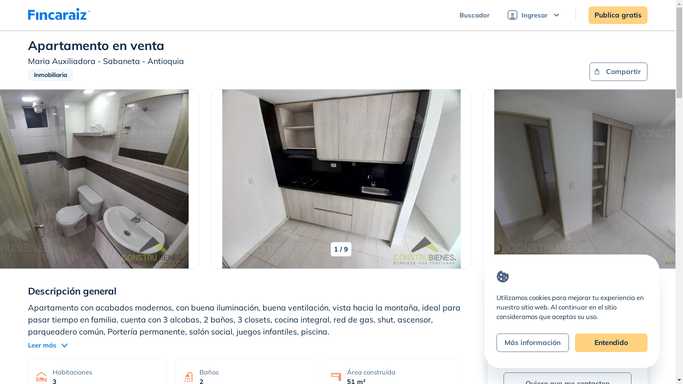 Fincaraiz
Buscador
Ingresar
Publica gratis
Apartamento en venta
Maria Auxiliadora - Sabaneta - Antioquia
Inmobiliaria
Compartir
CONSTRUBIENES.
1 / 9
Descripción general
Apartamento con acabados modernos, con buena iluminación, buena ventilación, vista hacia la montaña, ideal para
pasar tiempo en familia, cuenta con 3 alcobas, 2 baños, 3 closets, cocina integral, red de gas, shut, ascensor,
parqueadero común, Portería permanente, salón social, juegos infantiles, piscina.
Leer más
Habitaciones
3
Baños
2
Área construida
51 m²
Utilizamos cookies para mejorar tu experiencia en
nuestro sitio web. Al continuar en el sitio
consideramos que aceptas su uso.
Más información
Entendido
Quiero que me contacten